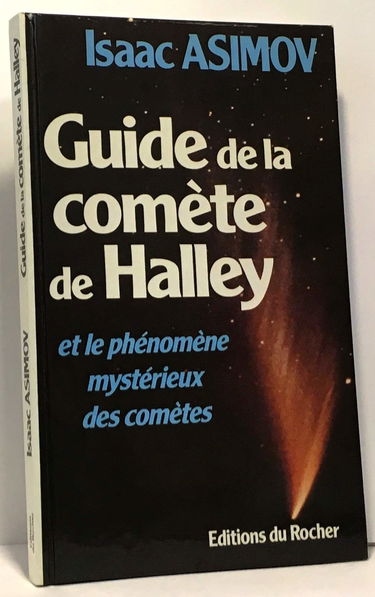 Isaac ASIMOV
Guide de la
comète
de Halley
et le phénomène
mystérieux
des comètes
Editions du Rocher
Isaac ASIMOV Guide de la comète de Halley